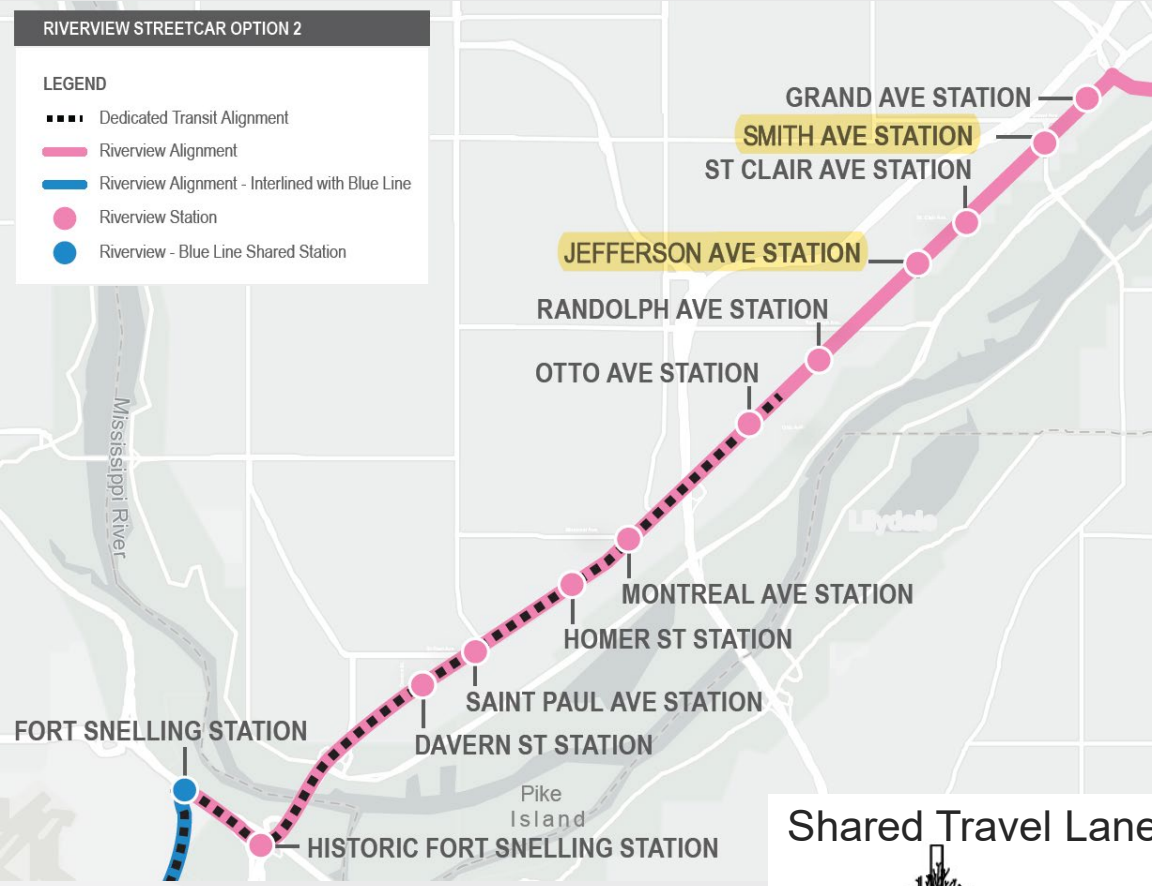 RIVERVIEW STREETCAR OPTION 2
LEGEND
Dedicated Transit Alignment
Riverview Alignment
Riverview Alignment - Interlined with Blue Line
Riverview Station
Riverview - Blue Line Shared Station
GRAND AVE STATION
SMITH AVE STATION
ST CLAIR AVE STATION
JEFFERSON AVE STATION
RANDOLPH AVE STATION
OTTO AVE STATION
Mississippi River
Lilydale
MONTREAL AVE STATION
HOMER ST STATION
SAINT PAUL AVE STATION
FORT SNELLING STATION
DAVERN ST STATION
Pike
Island
HISTORIC FORT SNELLING STATION
Shared Travel Lane